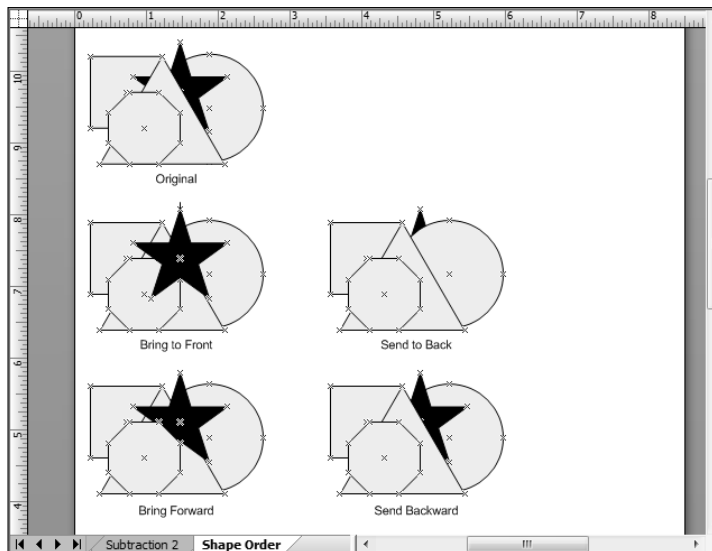 0 1 2 3 4 5 6 7 8
10
9
Original
8
7
Bring to Front Send to Back
6
5
Bring Forward Send Backward
4
Subtraction 2 Shape Order